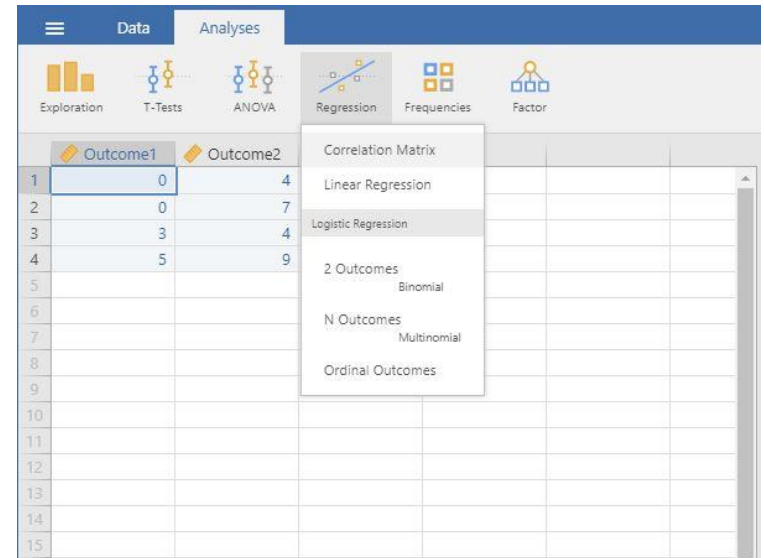 Data Analyses
Exploration T-Tests ANOVA Regression Frequencies Factor
Outcome1 Outcome2
Correlation Matrix
1 0 4
Linear Regression
2 0 7
Logistic Regression
3 3 4
4 5 9
2 Outcomes
5
Binomial
6
N Outcomes
7
Multinomial
8
Ordinal Outcomes
9
10
11
12
13
14
15